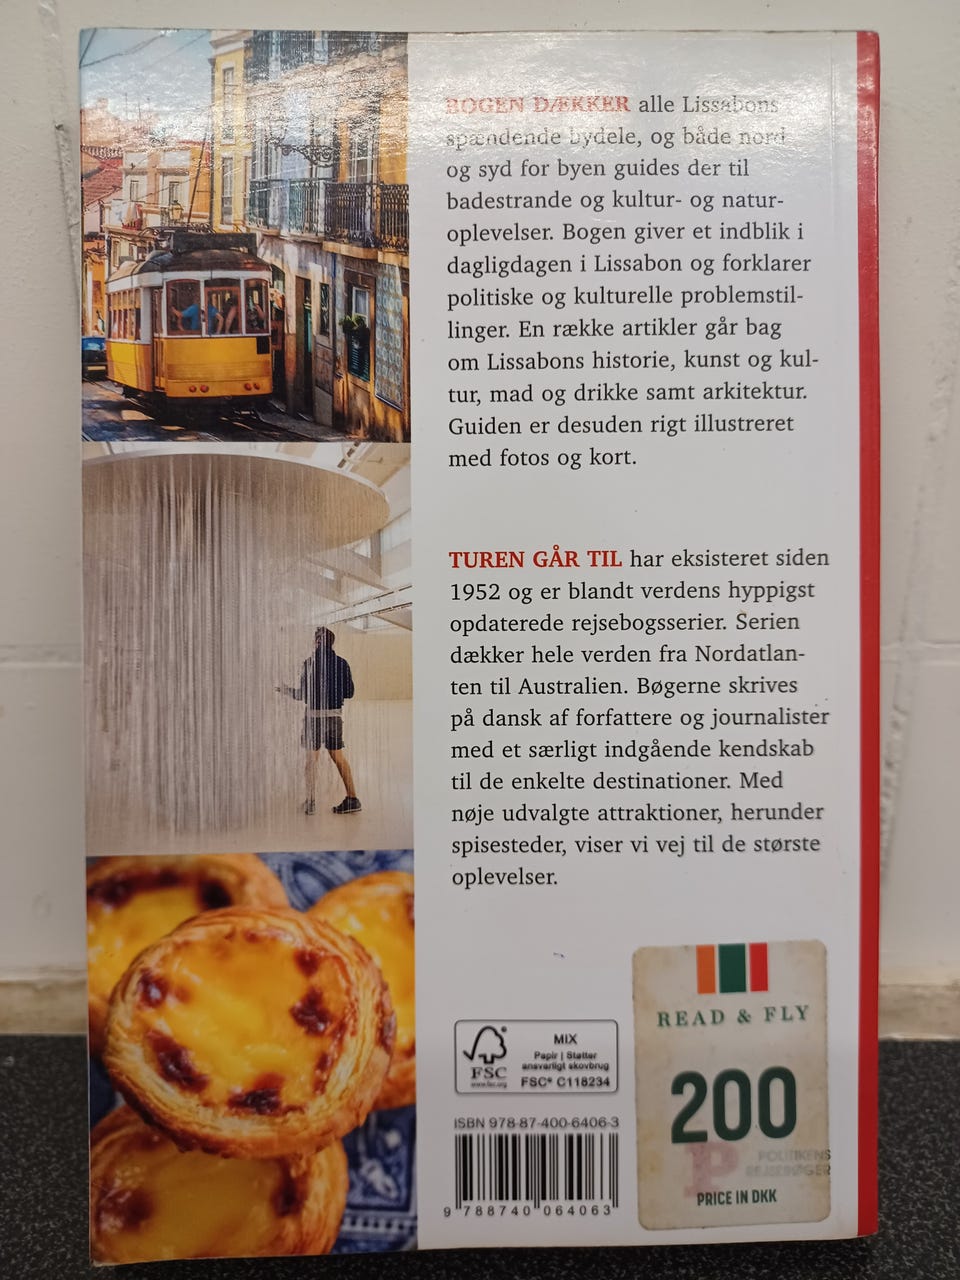 BOGEN DÆKKER alle Lissabons
spændende bydele, og både nord
og syd for byen guides der til
badestrande og kultur- og natur-
oplevelser. Bogen giver et indblik i
dagligdagen i Lissabon og forklarer
politiske og kulturelle problemstil-
linger. En række artikler går bag
om Lissabons historie, kunst og kul-
tur, mad og drikke samt arkitektur.
Guiden er desuden rigt illustreret
med fotos og kort.
TUREN GÅR TIL har eksisteret siden
1952 og er blandt verdens hyppigst
opdaterede rejsebogsserier. Serien
dækker hele verden fra Nordatlan-
ten til Australien. Bøgerne skrives
på dansk af forfattere og journalister
med et særligt indgående kendskab
til de enkelte destinationer. Med
nøje udvalgte attraktioner, herunder
spisesteder, viser vi vej til de største
oplevelser.
FSC®
www.fsc.org
MIX
Papir | Støtter
ansvarligt skovbrug
FSC® C118234
ISBN 978-87-400-6406-3
9 788740 064063
READ & FLY
200
P POLITIKENS
REJSEBØGER
PRICE IN DKK